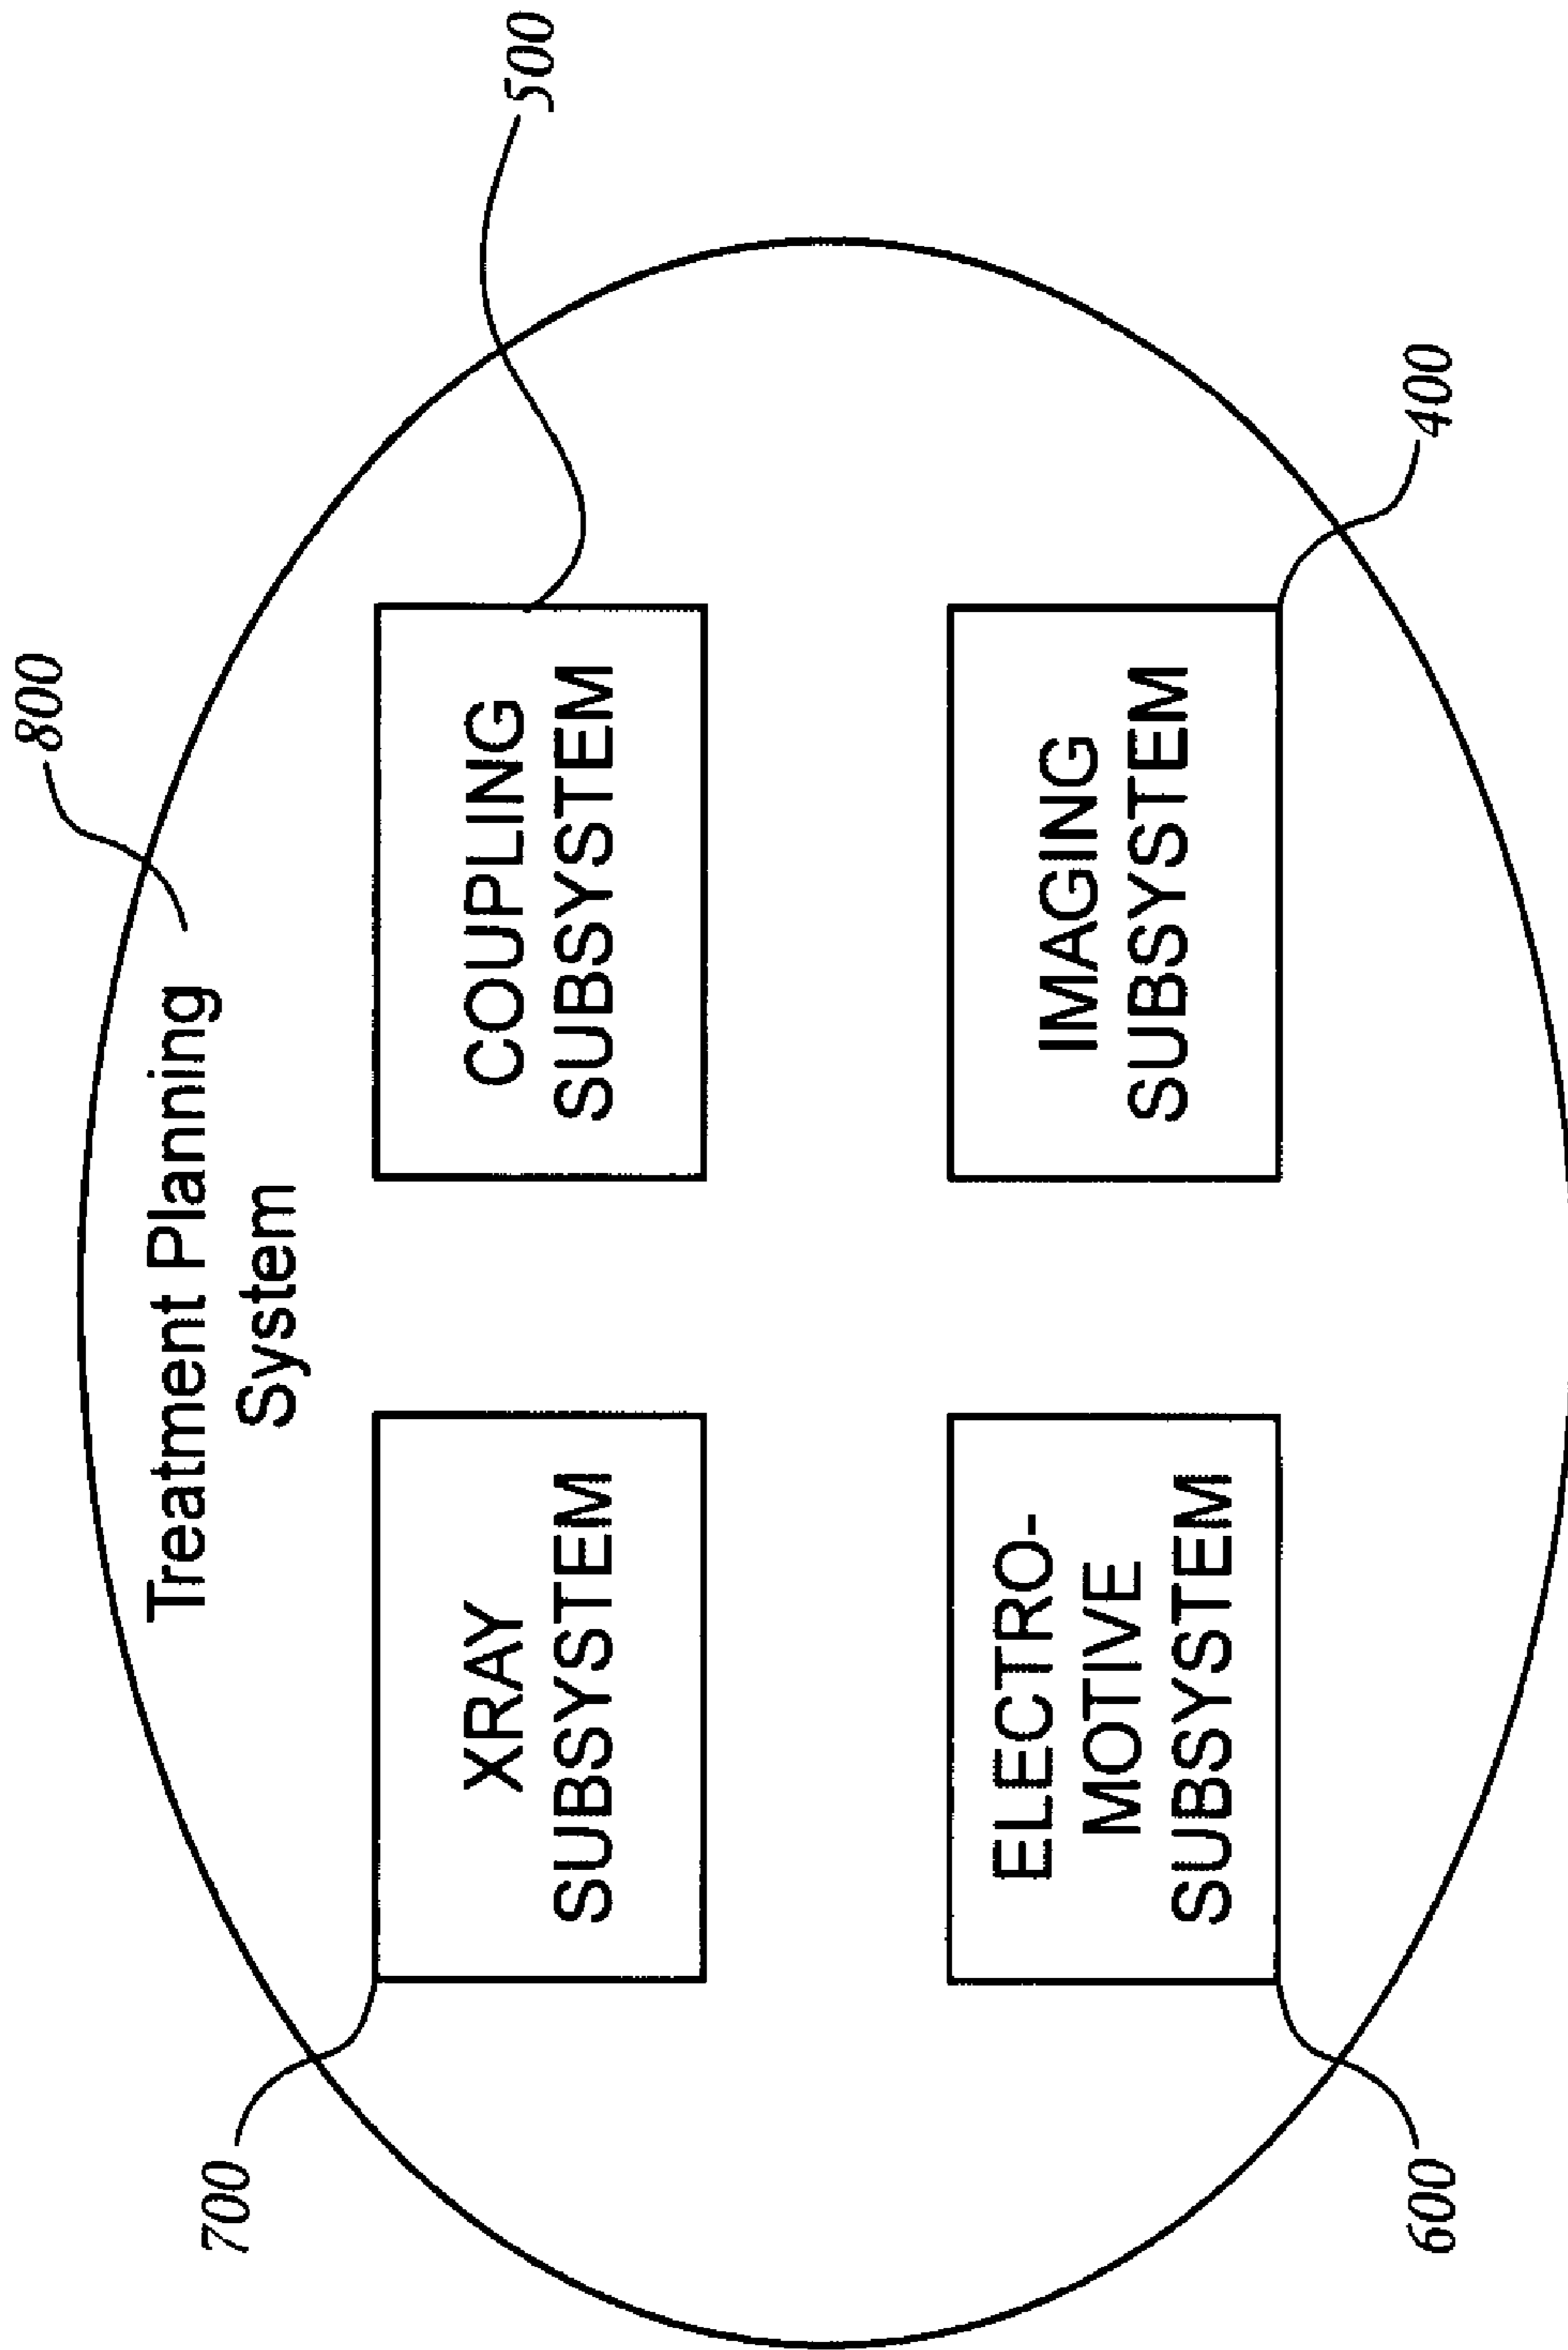 800
Treatment Planning
System
500
700
XRAY
SUBSYSTEM
COUPLING
SUBSYSTEM
ELECTRO-
MOTIVE
SUBSYSTEM
IMAGING
SUBSYSTEM
600
400